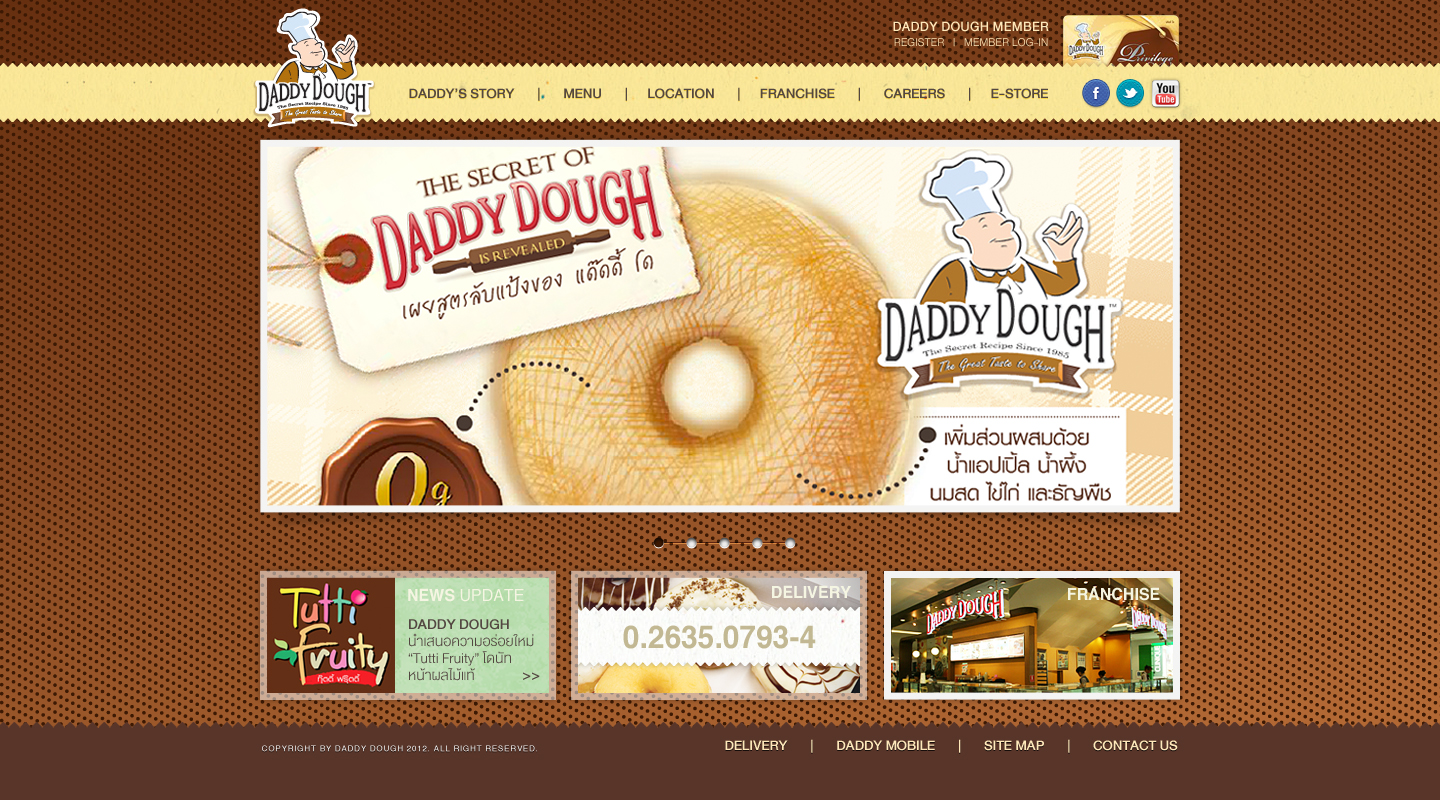 DADDY DOUGH
The Secret Recipe Since 1985
The Great Taste to Share
DADDY DOUGH MEMBER
REGISTER | MEMBER LOG-IN
DADDY DOUGH
Privilege
DADDY'S STORY | MENU | LOCATION | FRANCHISE | CAREERS | E-STORE
f
You
Tube
THE SECRET OF
DADDY DOUGH
IS REVEALED
เผยสูตรลับแป้งของ แด๊ดดี้ โด
DADDY DOUGH™
The Secret Recipe Since 1985
The Great Taste to Share
0g
เพิ่มส่วนผสมด้วย
น้ำแอปเปิ้ล น้ำผึ้ง
นมสด ไข่ไก่ และธัญพืช
Tutti
Fruity
ทุ๊ตตี้ ฟรุ๊ตตี้
NEWS UPDATE
DADDY DOUGH
นำเสนอความอร่อยใหม่
“Tutti Fruity” โดนัท
หน้าผลไม้แท้
>>
DELIVERY
0.2635.0793-4
FRANCHISE
DADDY DOUGH
COPYRIGHT BY DADDY DOUGH 2012. ALL RIGHT RESERVED.
DELIVERY | DADDY MOBILE | SITE MAP | CONTACT US